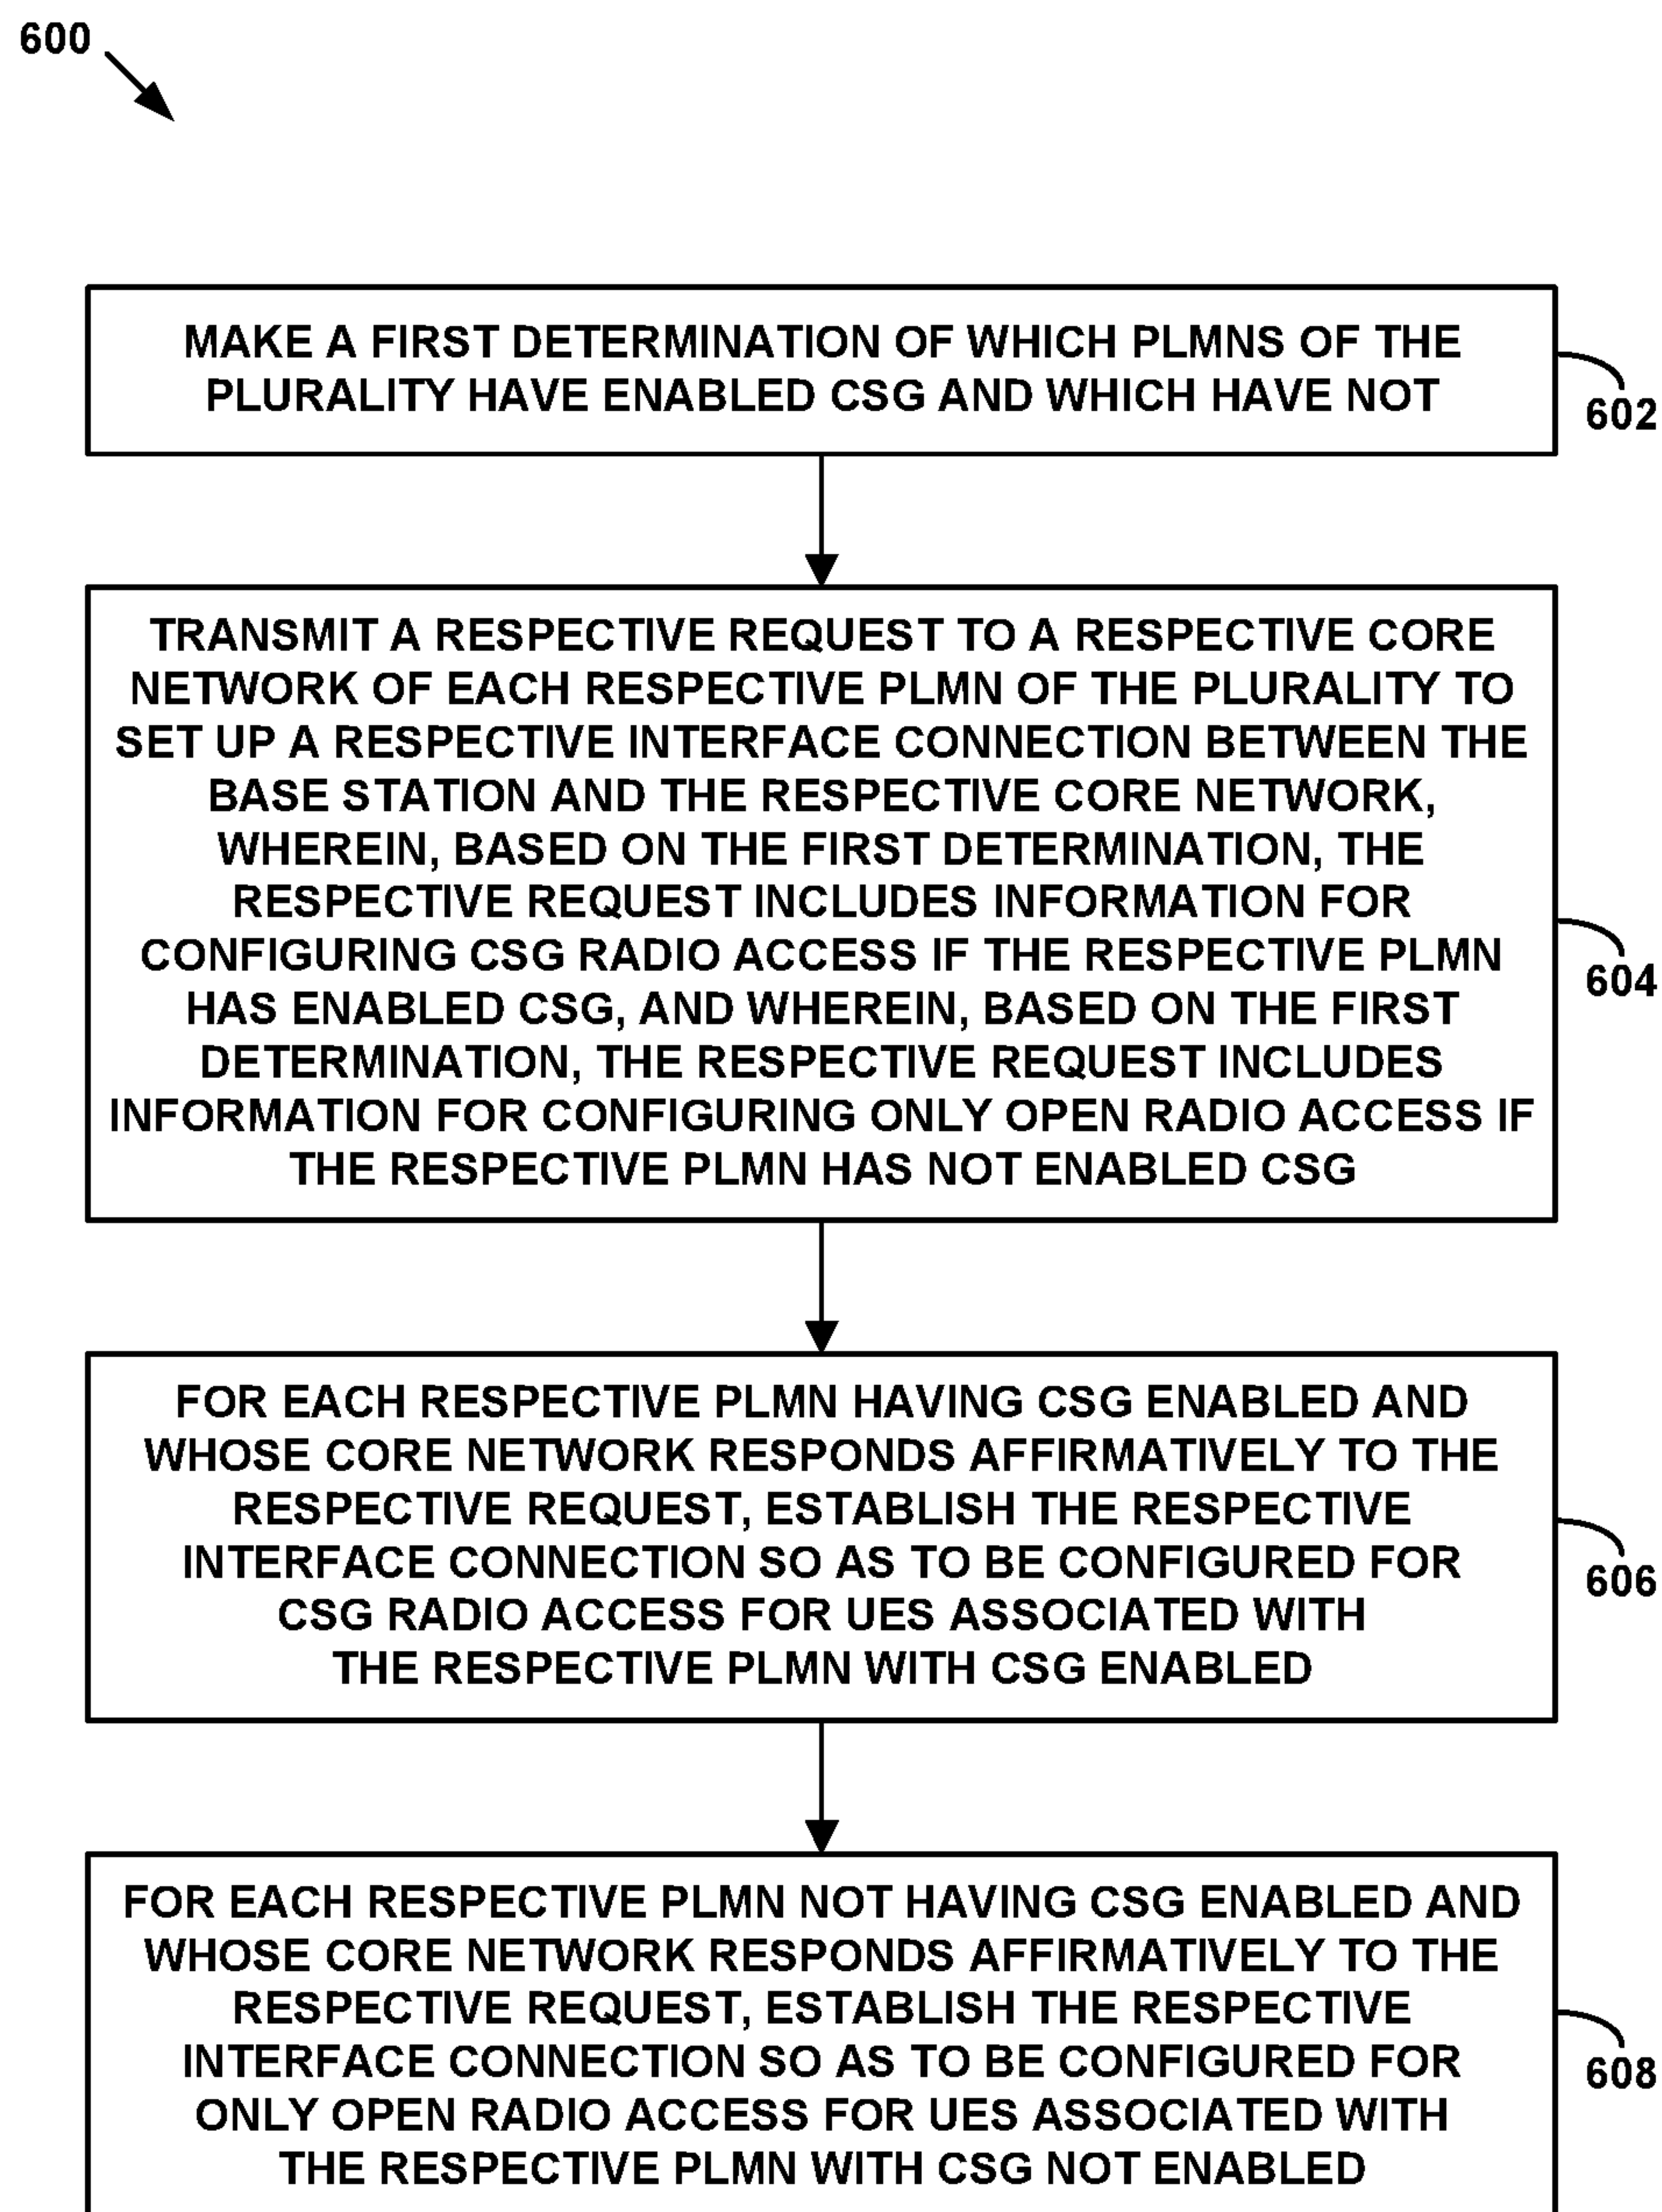 600
MAKE A FIRST DETERMINATION OF WHICH PLMNS OF THE
PLURALITY HAVE ENABLED CSG AND WHICH HAVE NOT
602
TRANSMIT A RESPECTIVE REQUEST TO A RESPECTIVE CORE
NETWORK OF EACH RESPECTIVE PLMN OF THE PLURALITY TO
SET UP A RESPECTIVE INTERFACE CONNECTION BETWEEN THE
BASE STATION AND THE RESPECTIVE CORE NETWORK,
WHEREIN, BASED ON THE FIRST DETERMINATION, THE
RESPECTIVE REQUEST INCLUDES INFORMATION FOR
CONFIGURING CSG RADIO ACCESS IF THE RESPECTIVE PLMN
HAS ENABLED CSG, AND WHEREIN, BASED ON THE FIRST
DETERMINATION, THE RESPECTIVE REQUEST INCLUDES
INFORMATION FOR CONFIGURING ONLY OPEN RADIO ACCESS IF
THE RESPECTIVE PLMN HAS NOT ENABLED CSG
604
FOR EACH RESPECTIVE PLMN HAVING CSG ENABLED AND
WHOSE CORE NETWORK RESPONDS AFFIRMATIVELY TO THE
RESPECTIVE REQUEST, ESTABLISH THE RESPECTIVE
INTERFACE CONNECTION SO AS TO BE CONFIGURED FOR
CSG RADIO ACCESS FOR UES ASSOCIATED WITH
THE RESPECTIVE PLMN WITH CSG ENABLED
606
FOR EACH RESPECTIVE PLMN NOT HAVING CSG ENABLED AND
WHOSE CORE NETWORK RESPONDS AFFIRMATIVELY TO THE
RESPECTIVE REQUEST, ESTABLISH THE RESPECTIVE
INTERFACE CONNECTION SO AS TO BE CONFIGURED FOR
ONLY OPEN RADIO ACCESS FOR UES ASSOCIATED WITH
THE RESPECTIVE PLMN WITH CSG NOT ENABLED
608